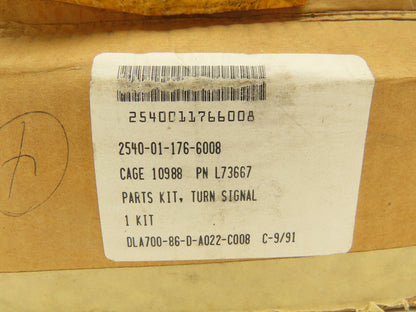 2540011766008
2540-01-176-6008
CAGE 10988 PN L73667
PARTS KIT, TURN SIGNAL
1 KIT
DLA700-86-D-A022-C008 C-9/91